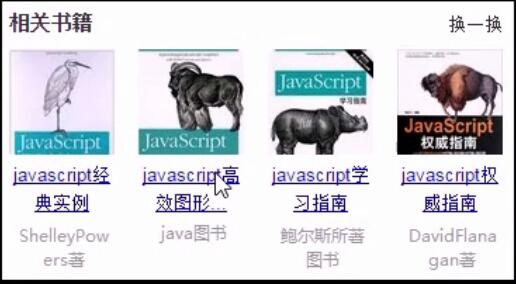 相关书籍
换一换
JavaScript
JavaScript
JavaScript
学习指南
JavaScript
权威指南
javascript经
典实例
javascript高
效图形...
javascript学
习指南
javascript权
威指南
ShelleyPow
ers著
java图书
鲍尔斯所著
图书
DavidFlana
gan著